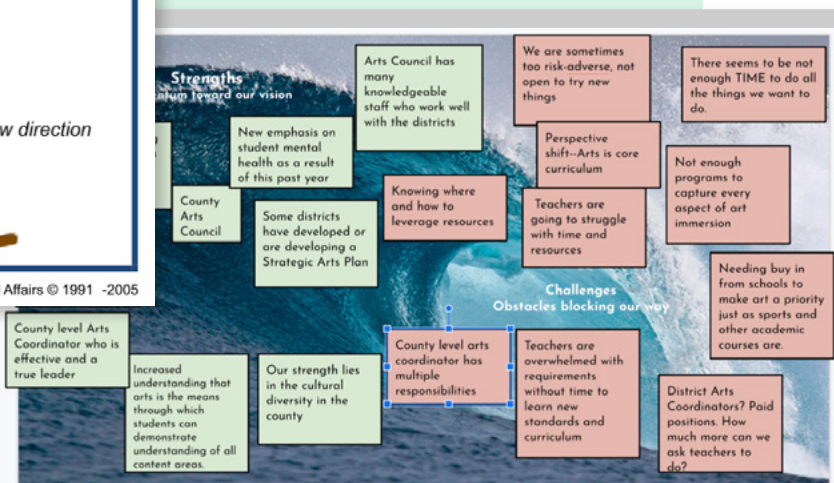 w direction
Affairs © 1991 -2005
Strengths
ntum toward our vision
Arts Council has
many
knowledgeable
staff who work well
with the districts
New emphasis on
student mental
health as a result
of this past year
County
Arts
Council
Some districts
have developed or
are developing a
Strategic Arts Plan
County level Arts
Coordinator who is
effective and a
true leader
Increased
understanding that
arts is the means
through which
students can
demonstrate
understanding of all
content areas.
Our strength lies
in the cultural
diversity in the
county
We are sometimes
too risk-adverse, not
open to try new
things
There seems to be not
enough TIME to do all
the things we want to
do.
Perspective
shift--Arts is core
curriculum
Not enough
programs to
capture every
aspect of art
immersion
Knowing where
and how to
leverage resources
Teachers are
going to struggle
with time and
resources
Challenges
Obstacles blocking our way
Needing buy in
from schools to
make art a priority
just as sports and
other academic
courses are.
County level arts
coordinator has
multiple
responsibilities
Teachers are
overwhelmed with
requirements
without time to
learn new
standards and
curriculum
District Arts
Coordinators? Paid
positions. How
much more can we
ask teachers to
do?